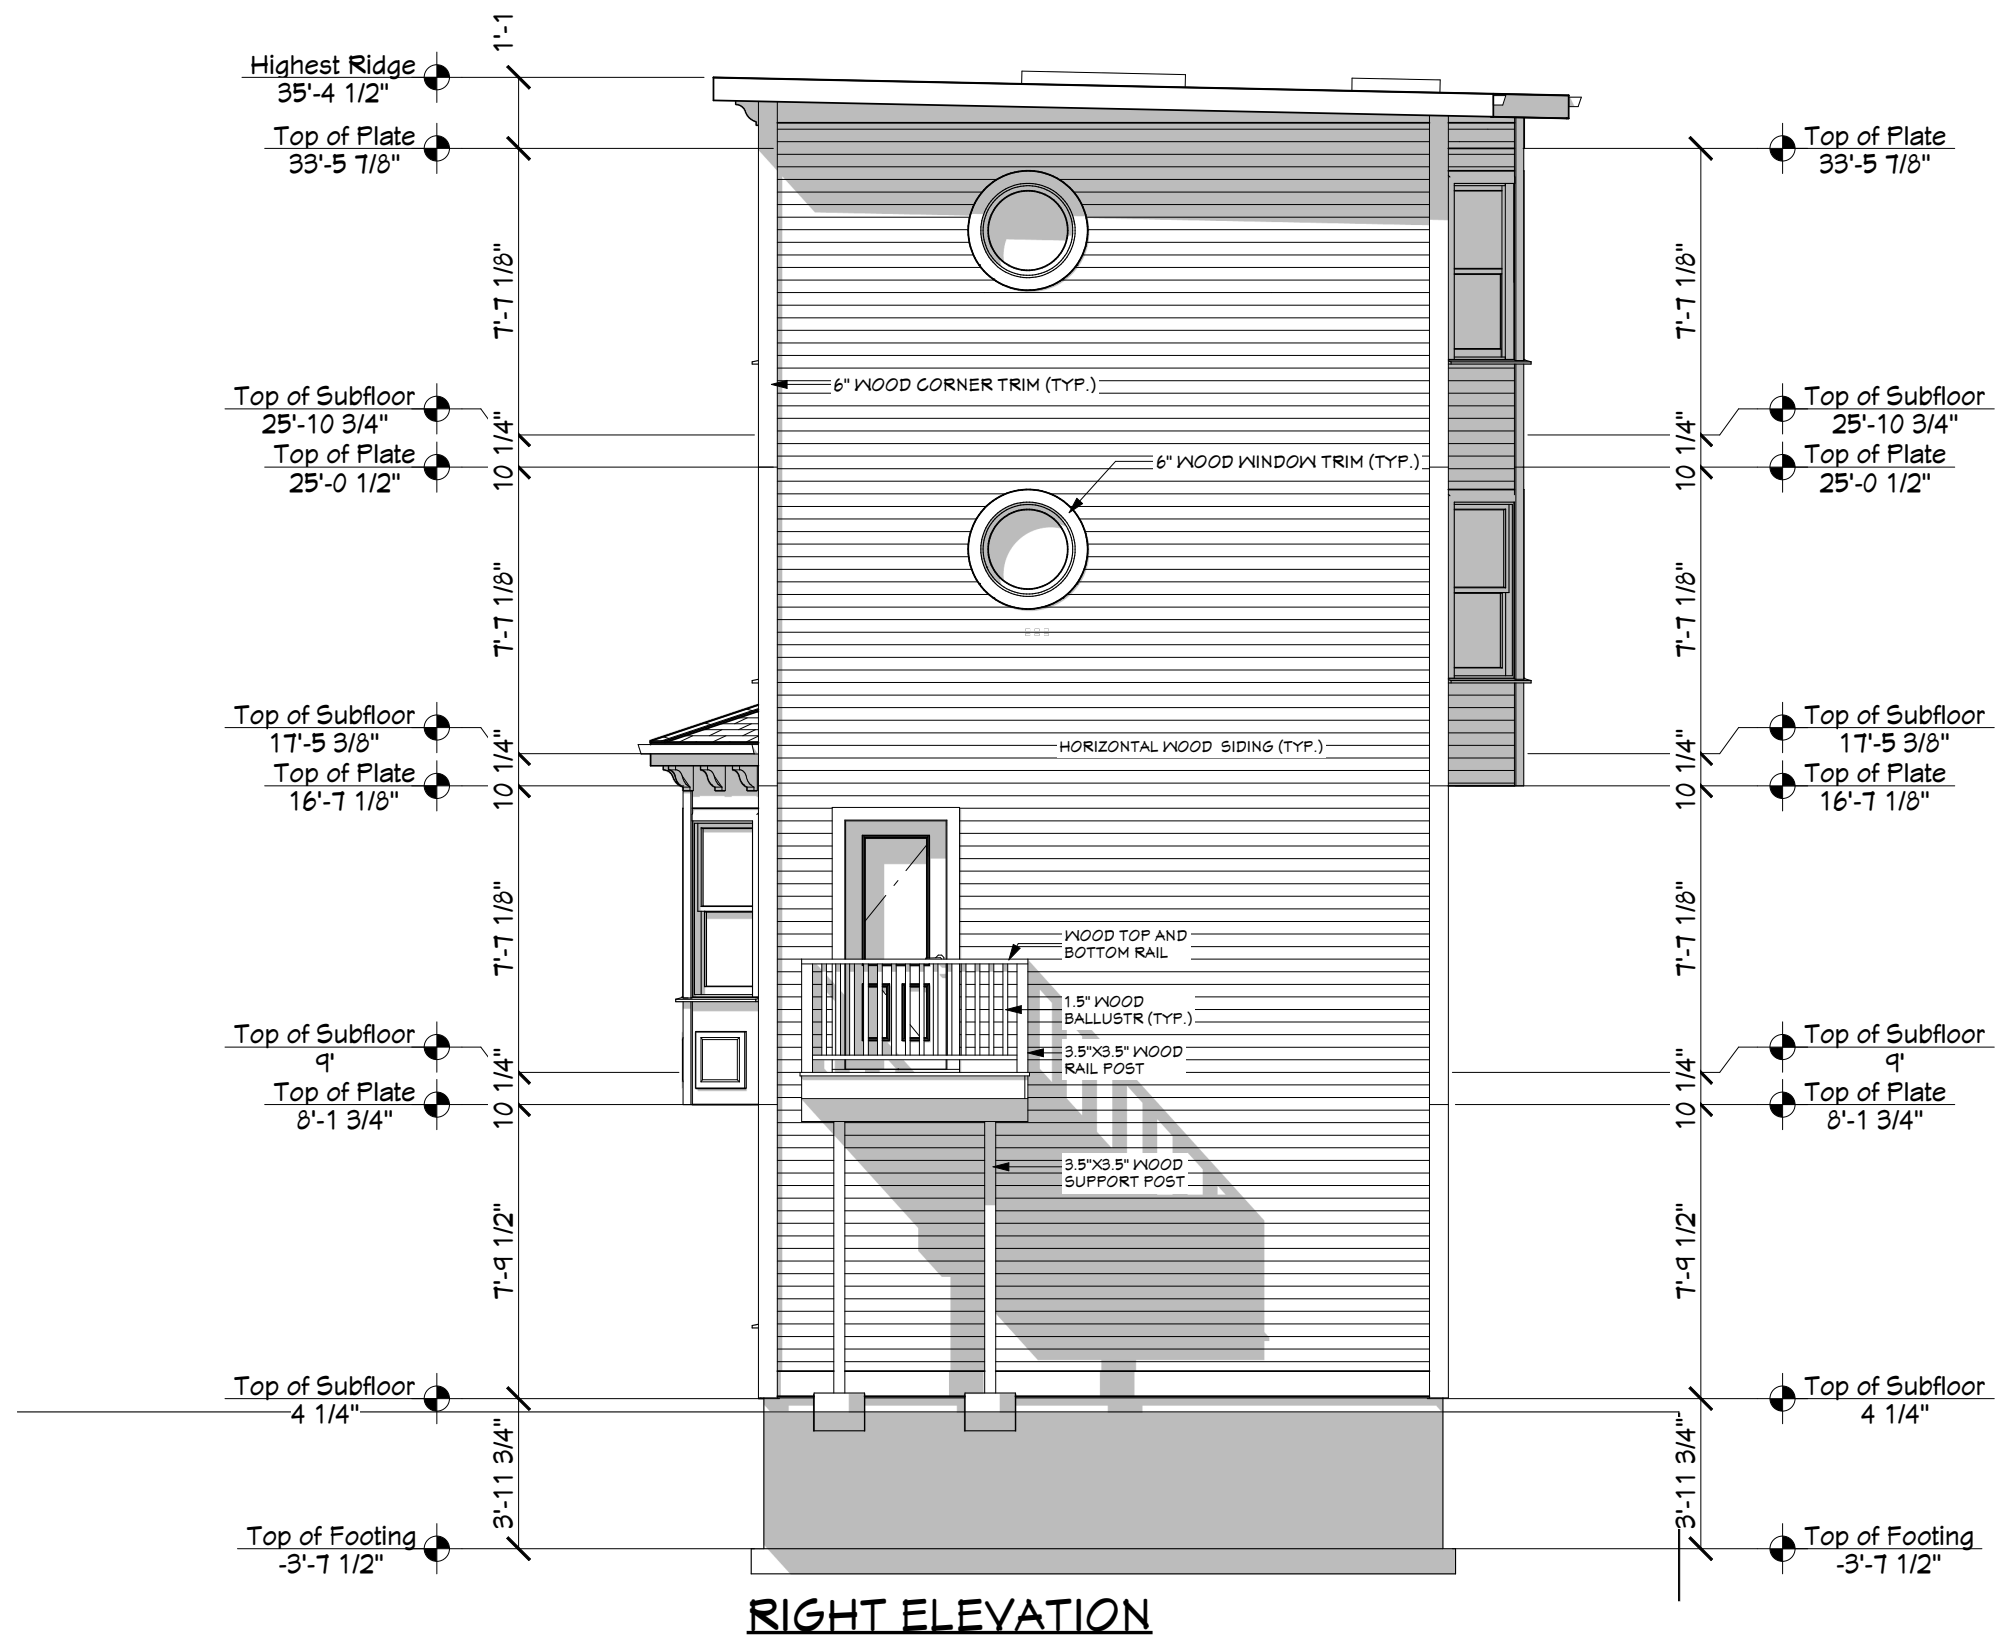 1'-1
Highest Ridge
35'-4 1/2"
Top of Plate
33'-5 7/8"
7'-7 1/8"
Top of Subfloor
25'-10 3/4"
10 1/4"
Top of Plate
25'-0 1/2"
7'-7 1/8"
Top of Subfloor
17'-5 3/8"
10 1/4"
Top of Plate
16'-7 1/8"
7'-7 1/8"
Top of Subfloor
9'
10 1/4"
Top of Plate
8'-1 3/4"
7'-9 1/2"
Top of Subfloor
4 1/4"
3'-11 3/4"
Top of Footing
-3'-7 1/2"
6" WOOD CORNER TRIM (TYP.)
6" WOOD WINDOW TRIM (TYP.)
HORIZONTAL WOOD SIDING (TYP.)
WOOD TOP AND
BOTTOM RAIL
1.5" WOOD
BALLUSTR (TYP.)
3.5"X3.5" WOOD
RAIL POST
3.5"X3.5" WOOD
SUPPORT POST
Top of Plate
33'-5 7/8"
7'-7 1/8"
Top of Subfloor
25'-10 3/4"
10 1/4"
Top of Plate
25'-0 1/2"
7'-7 1/8"
Top of Subfloor
17'-5 3/8"
10 1/4"
Top of Plate
16'-7 1/8"
7'-7 1/8"
Top of Subfloor
9'
10 1/4"
Top of Plate
8'-1 3/4"
7'-9 1/2"
Top of Subfloor
4 1/4"
3'-11 3/4"
Top of Footing
-3'-7 1/2"
RIGHT ELEVATION